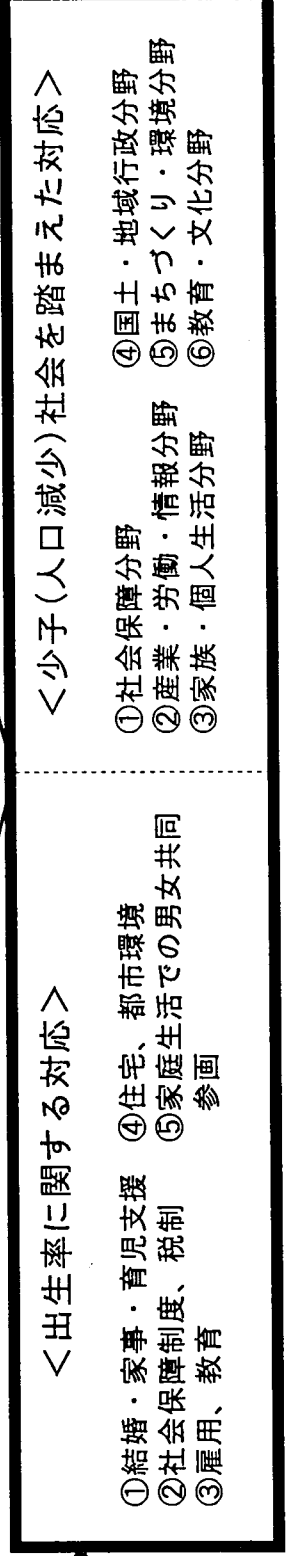 <出生率に関する対応>
①結婚・家事・育児支援
②社会保障制度、税制
③雇用、教育
④住宅、都市環境
⑤家庭生活での男女共同
参画
<少子(人口減少)社会を踏まえた対応>
①社会保障分野
②産業・労働・情報分野
③家族・個人生活分野
④国土・地域行政分野
⑤まちづくり・環境分野
⑥教育・文化分野